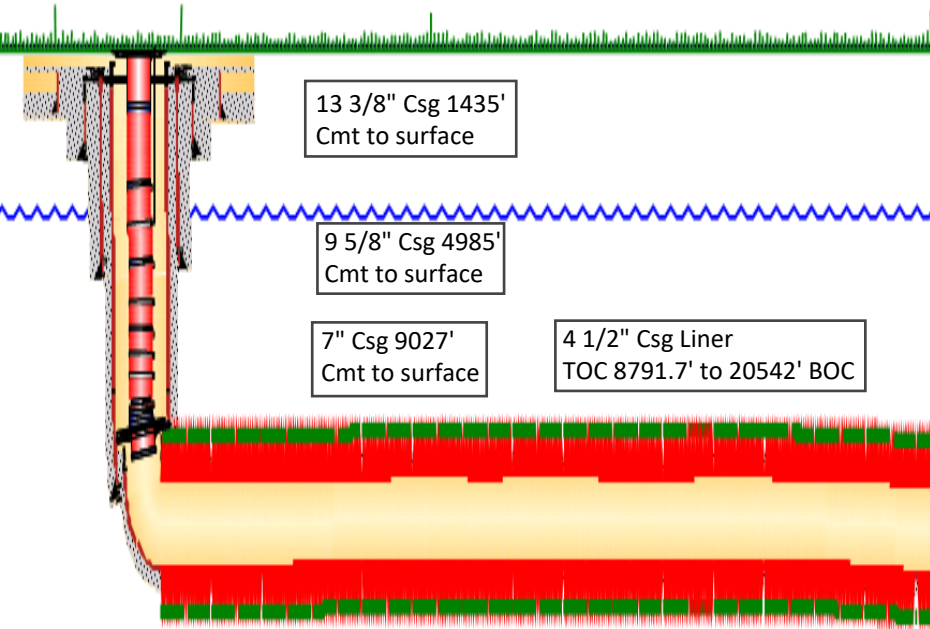 13 3/8" Csg 1435'
Cmt to surface
9 5/8" Csg 4985'
Cmt to surface
7" Csg 9027'
Cmt to surface
4 1/2" Csg Liner
TOC 8791.7' to 20542' BOC